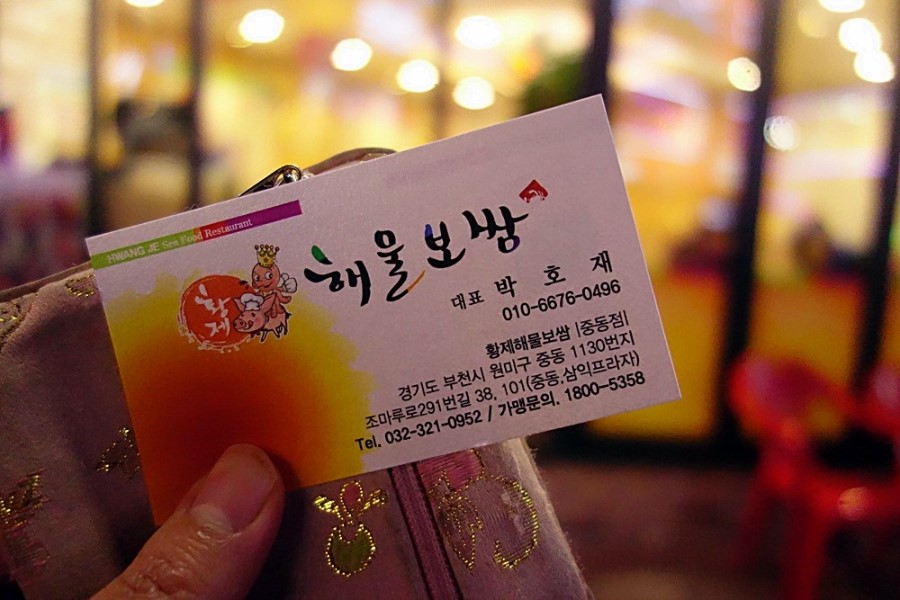 HWANG JE Sea Food Restaurant
황제
해물보쌈
대표 박호재
010-6676-0496
황제해물보쌈 |중동점|
경기도 부천시 원미구 중동 1130번지
조마루로291번길 38, 101(중동,삼익프라자)
Tel. 032-321-0952 / 가맹문의. 1800-5358